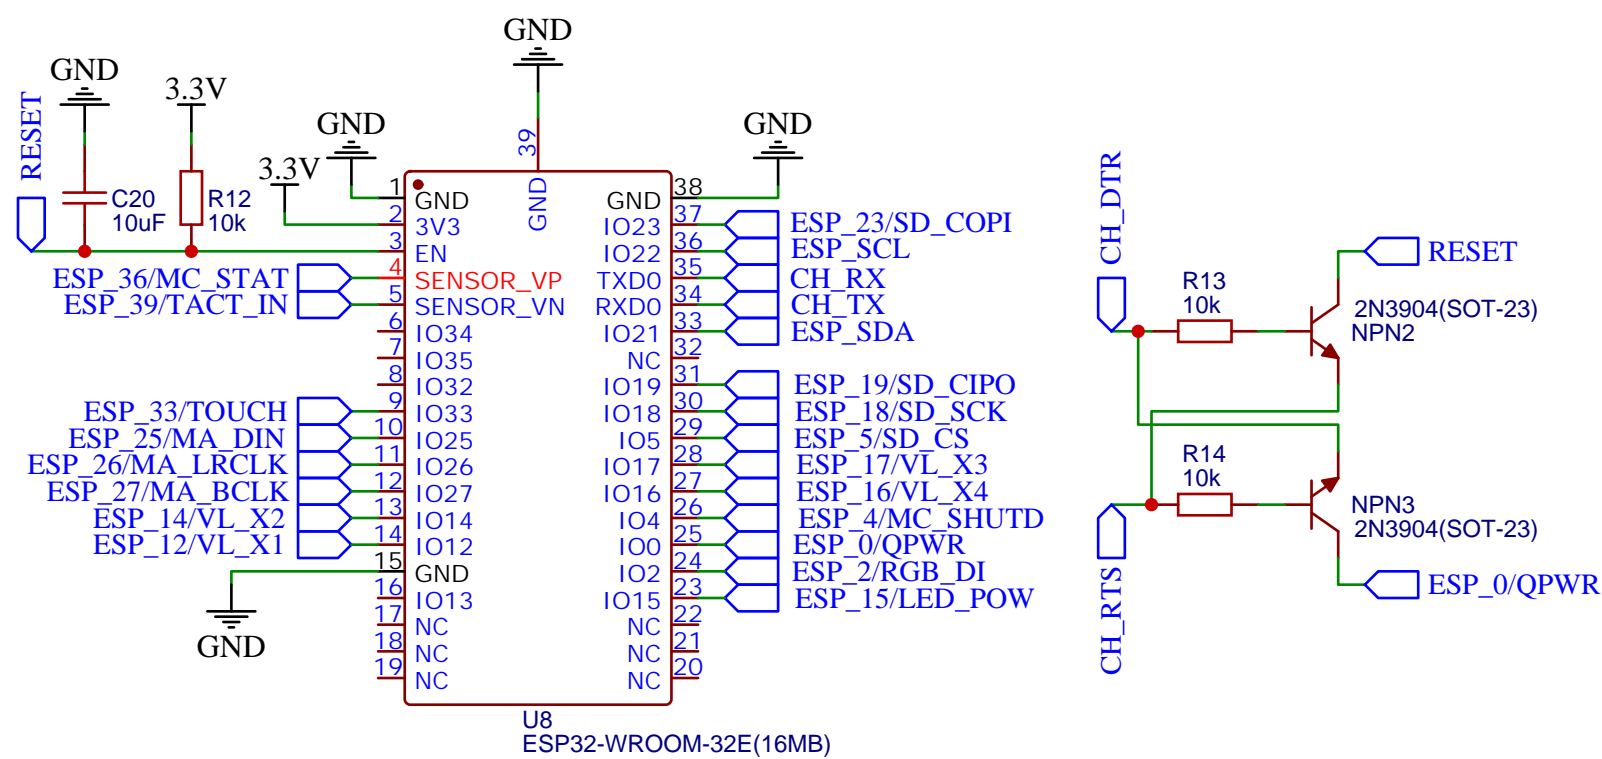 GND
GND
3.3V
RESET
C20
10uF
R12
10k
GND
3.3V
GND
39
GND
1
GND
2
3V3
3
EN
4
SENSOR_VP
ESP_36/MC_STAT
5
SENSOR_VN
ESP_39/TACT_IN
6
IO34
7
IO35
8
IO32
9
IO33
ESP_33/TOUCH
10
IO25
ESP_25/MA_DIN
11
IO26
ESP_26/MA_LRCLK
12
IO27
ESP_27/MA_BCLK
13
IO14
ESP_14/VL_X2
14
IO12
ESP_12/VL_X1
15
GND
GND
16
IO13
17
NC
18
NC
19
NC
38
GND
37
IO23
ESP_23/SD_COPI
36
IO22
ESP_SCL
35
TXD0
CH_RX
34
RXD0
CH_TX
33
IO21
ESP_SDA
32
NC
31
IO19
ESP_19/SD_CIPO
30
IO18
ESP_18/SD_SCK
29
IO5
ESP_5/SD_CS
28
IO17
ESP_17/VL_X3
27
IO16
ESP_16/VL_X4
26
IO4
ESP_4/MC_SHUTD
25
IO0
ESP_0/QPWR
24
IO2
ESP_2/RGB_DI
23
IO15
ESP_15/LED_POW
22
NC
21
NC
20
NC
U8
ESP32-WROOM-32E(16MB)
CH_DTR
R13
10k
RESET
2N3904(SOT-23)
NPN2
R14
10k
NPN3
2N3904(SOT-23)
CH_RTS
ESP_0/QPWR